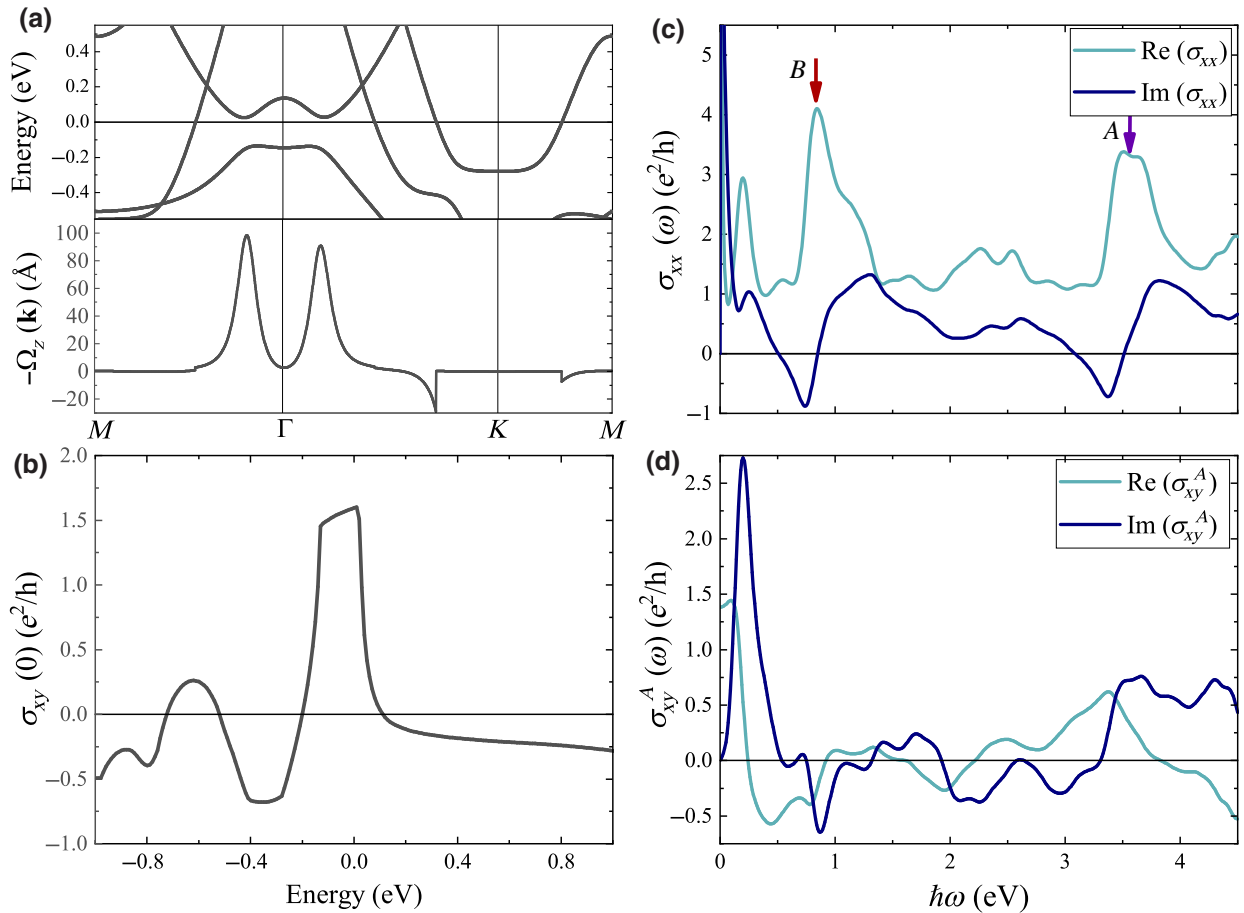 (a)
Energy (eV)
0.4
0.2
0.0
−0.2
−0.4
−Ω_z (k) (Å)
100
80
60
40
20
0
−20
M
Γ
K
M
(b)
σ_xy (0) (e²/h)
2.0
1.5
1.0
0.5
0.0
−0.5
−1.0
−0.8
−0.4
0.0
0.4
0.8
Energy (eV)
(c)
σ_xx (ω) (e²/h)
5
4
3
2
1
0
−1
B
A
Re (σ_xx)
Im (σ_xx)
(d)
σ_xy^A (ω) (e²/h)
2.5
2.0
1.5
1.0
0.5
0.0
−0.5
Re (σ_xy^A)
Im (σ_xy^A)
0
1
2
3
4
ħω (eV)